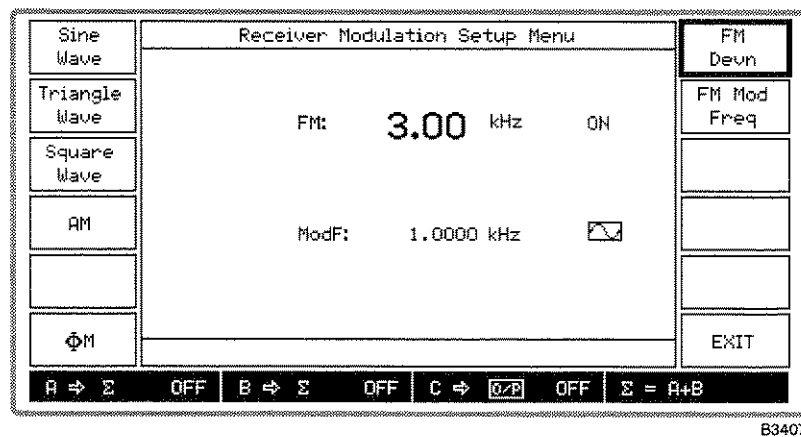 Sine
Wave
Receiver Modulation Setup Menu
FM
Devn
Triangle
Wave
FM: 3.00 kHz ON
FM Mod
Freq
Square
Wave
AM
ModF: 1.0000 kHz
ΦM
EXIT
A ⇨ Σ OFF B ⇨ Σ OFF C ⇨ O/P OFF Σ = A+B
B3407